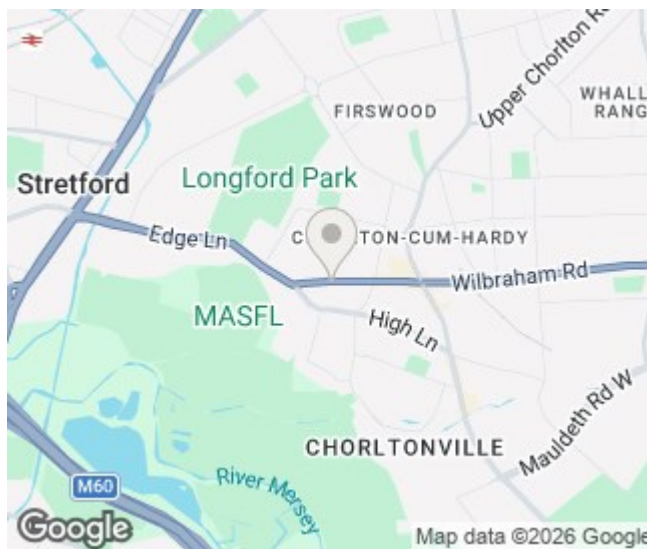 FIRSWOOD
Upper Chorlton
WHALL
RANG
Stretford
Longford Park
Edge Ln
C TON-CUM-HARDY
Wilbraham Rd
MASFL
High Ln
Mauldeth Rd W
CHORLTONVILLE
M60
River Mersey
Google
Map data ©2026 Google